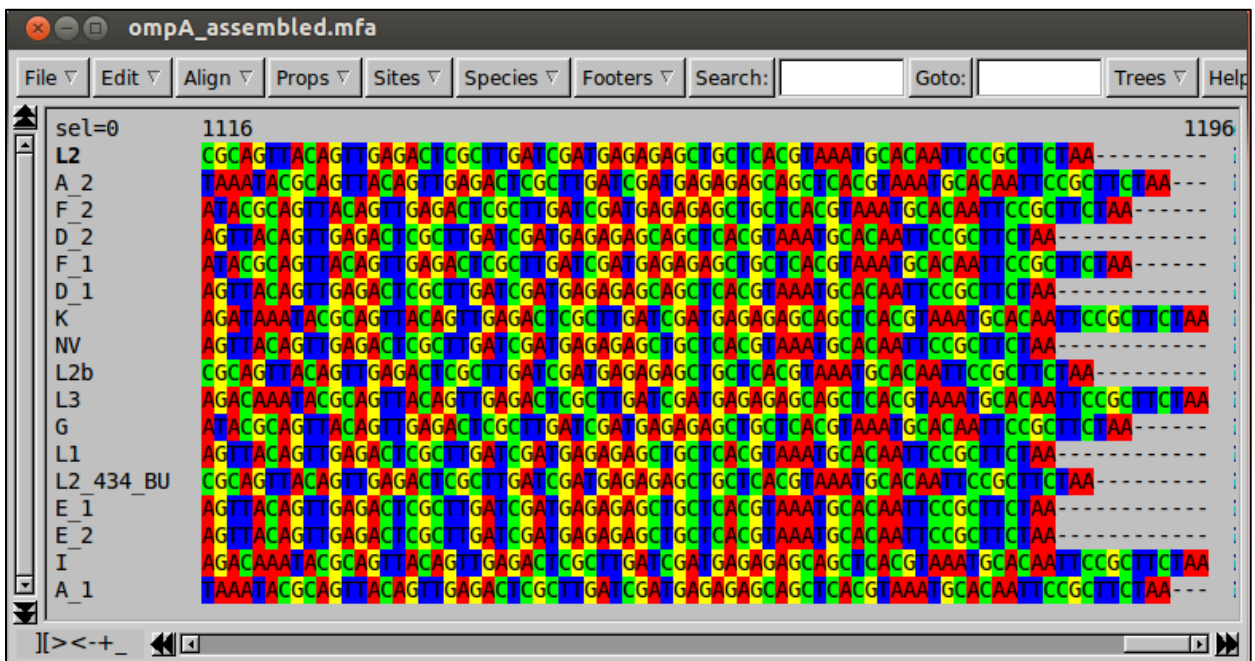 ompA_assembled.mfa
File Edit Align Props Sites Species Footers Search: Goto: Trees Help
sel=0 1116 1196
L2 CGCAGTTACAGTTGAGACTCGCTTGATCGATGAGAGAGCTGCTCACGTAAATGCACAATTCCGCTTCTAA---------
A_2 TAAATACGCAGTTACAGTTGAGACTCGCTTGATCGATGAGAGAGCAGCTCACGTAAATGCACAATTCCGCTTCTAA---
F_2 ATACGCAGTTACAGTTGAGACTCGCTTGATCGATGAGAGAGCTGCTCACGTAAATGCACAATTCCGCTTCTAA------
D_2 AGTTACAGTTGAGACTCGCTTGATCGATGAGAGAGCAGCTCACGTAAATGCACAATTCCGCTTCTAA------------
F_1 ATACGCAGTTACAGTTGAGACTCGCTTGATCGATGAGAGAGCTGCTCACGTAAATGCACAATTCCGCTTCTAA------
D_1 AGTTACAGTTGAGACTCGCTTGATCGATGAGAGAGCAGCTCACGTAAATGCACAATTCCGCTTCTAA------------
K AGATAAATACGCAGTTACAGTTGAGACTCGCTTGATCGATGAGAGAGCAGCTCACGTAAATGCACAATTCCGCTTCTAA
NV AGTTACAGTTGAGACTCGCTTGATCGATGAGAGAGCTGCTCACGTAAATGCACAATTCCGCTTCTAA------------
L2b CGCAGTTACAGTTGAGACTCGCTTGATCGATGAGAGAGCTGCTCACGTAAATGCACAATTCCGCTTCTAA---------
L3 AGACAAATACGCAGTTACAGTTGAGACTCGCTTGATCGATGAGAGAGCAGCTCACGTAAATGCACAATTCCGCTTCTAA
G ATACGCAGTTACAGTTGAGACTCGCTTGATCGATGAGAGAGCTGCTCACGTAAATGCACAATTCCGCTTCTAA------
L1 AGTTACAGTTGAGACTCGCTTGATCGATGAGAGAGCTGCTCACGTAAATGCACAATTCCGCTTCTAA------------
L2_434_BU CGCAGTTACAGTTGAGACTCGCTTGATCGATGAGAGAGCTGCTCACGTAAATGCACAATTCCGCTTCTAA---------
E_1 AGTTACAGTTGAGACTCGCTTGATCGATGAGAGAGCTGCTCACGTAAATGCACAATTCCGCTTCTAA------------
E_2 AGTTACAGTTGAGACTCGCTTGATCGATGAGAGAGCTGCTCACGTAAATGCACAATTCCGCTTCTAA------------
I AGACAAATACGCAGTTACAGTTGAGACTCGCTTGATCGATGAGAGAGCAGCTCACGTAAATGCACAATTCCGCTTCTAA
A_1 TAAATACGCAGTTACAGTTGAGACTCGCTTGATCGATGAGAGAGCAGCTCACGTAAATGCACAATTCCGCTTCTAA---
][><-+_